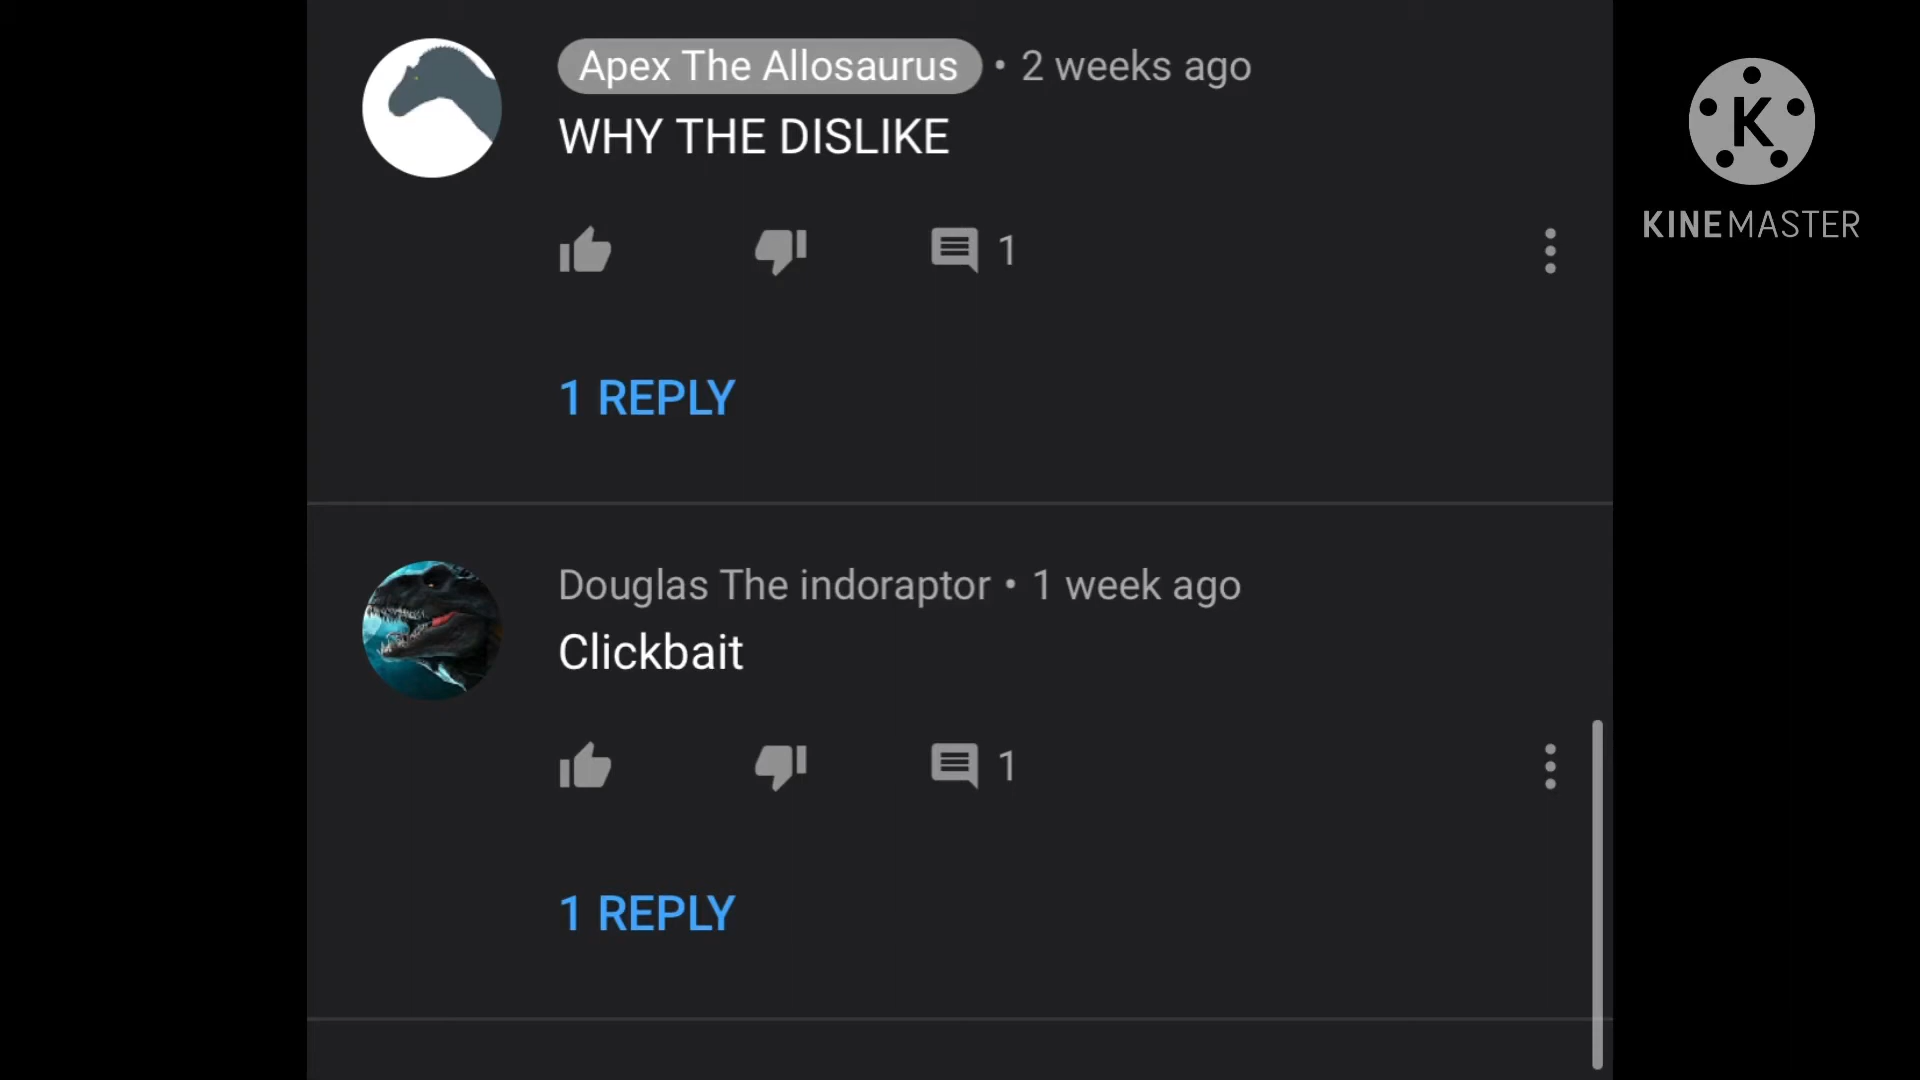 Apex The Allosaurus • 2 weeks ago
WHY THE DISLIKE
1
1 REPLY
Douglas The indoraptor • 1 week ago
Clickbait
1
1 REPLY
K
KINEMASTER